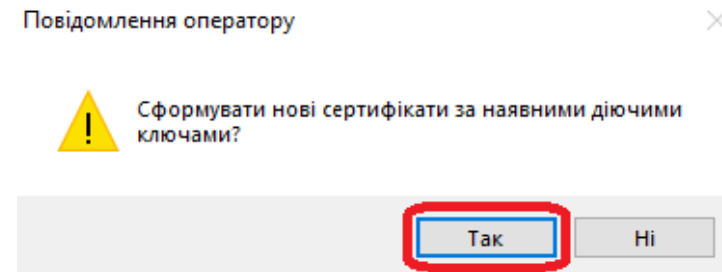 Повідомлення оператору
Сформувати нові сертифікати за наявними діючими
ключами?
Так
Ні